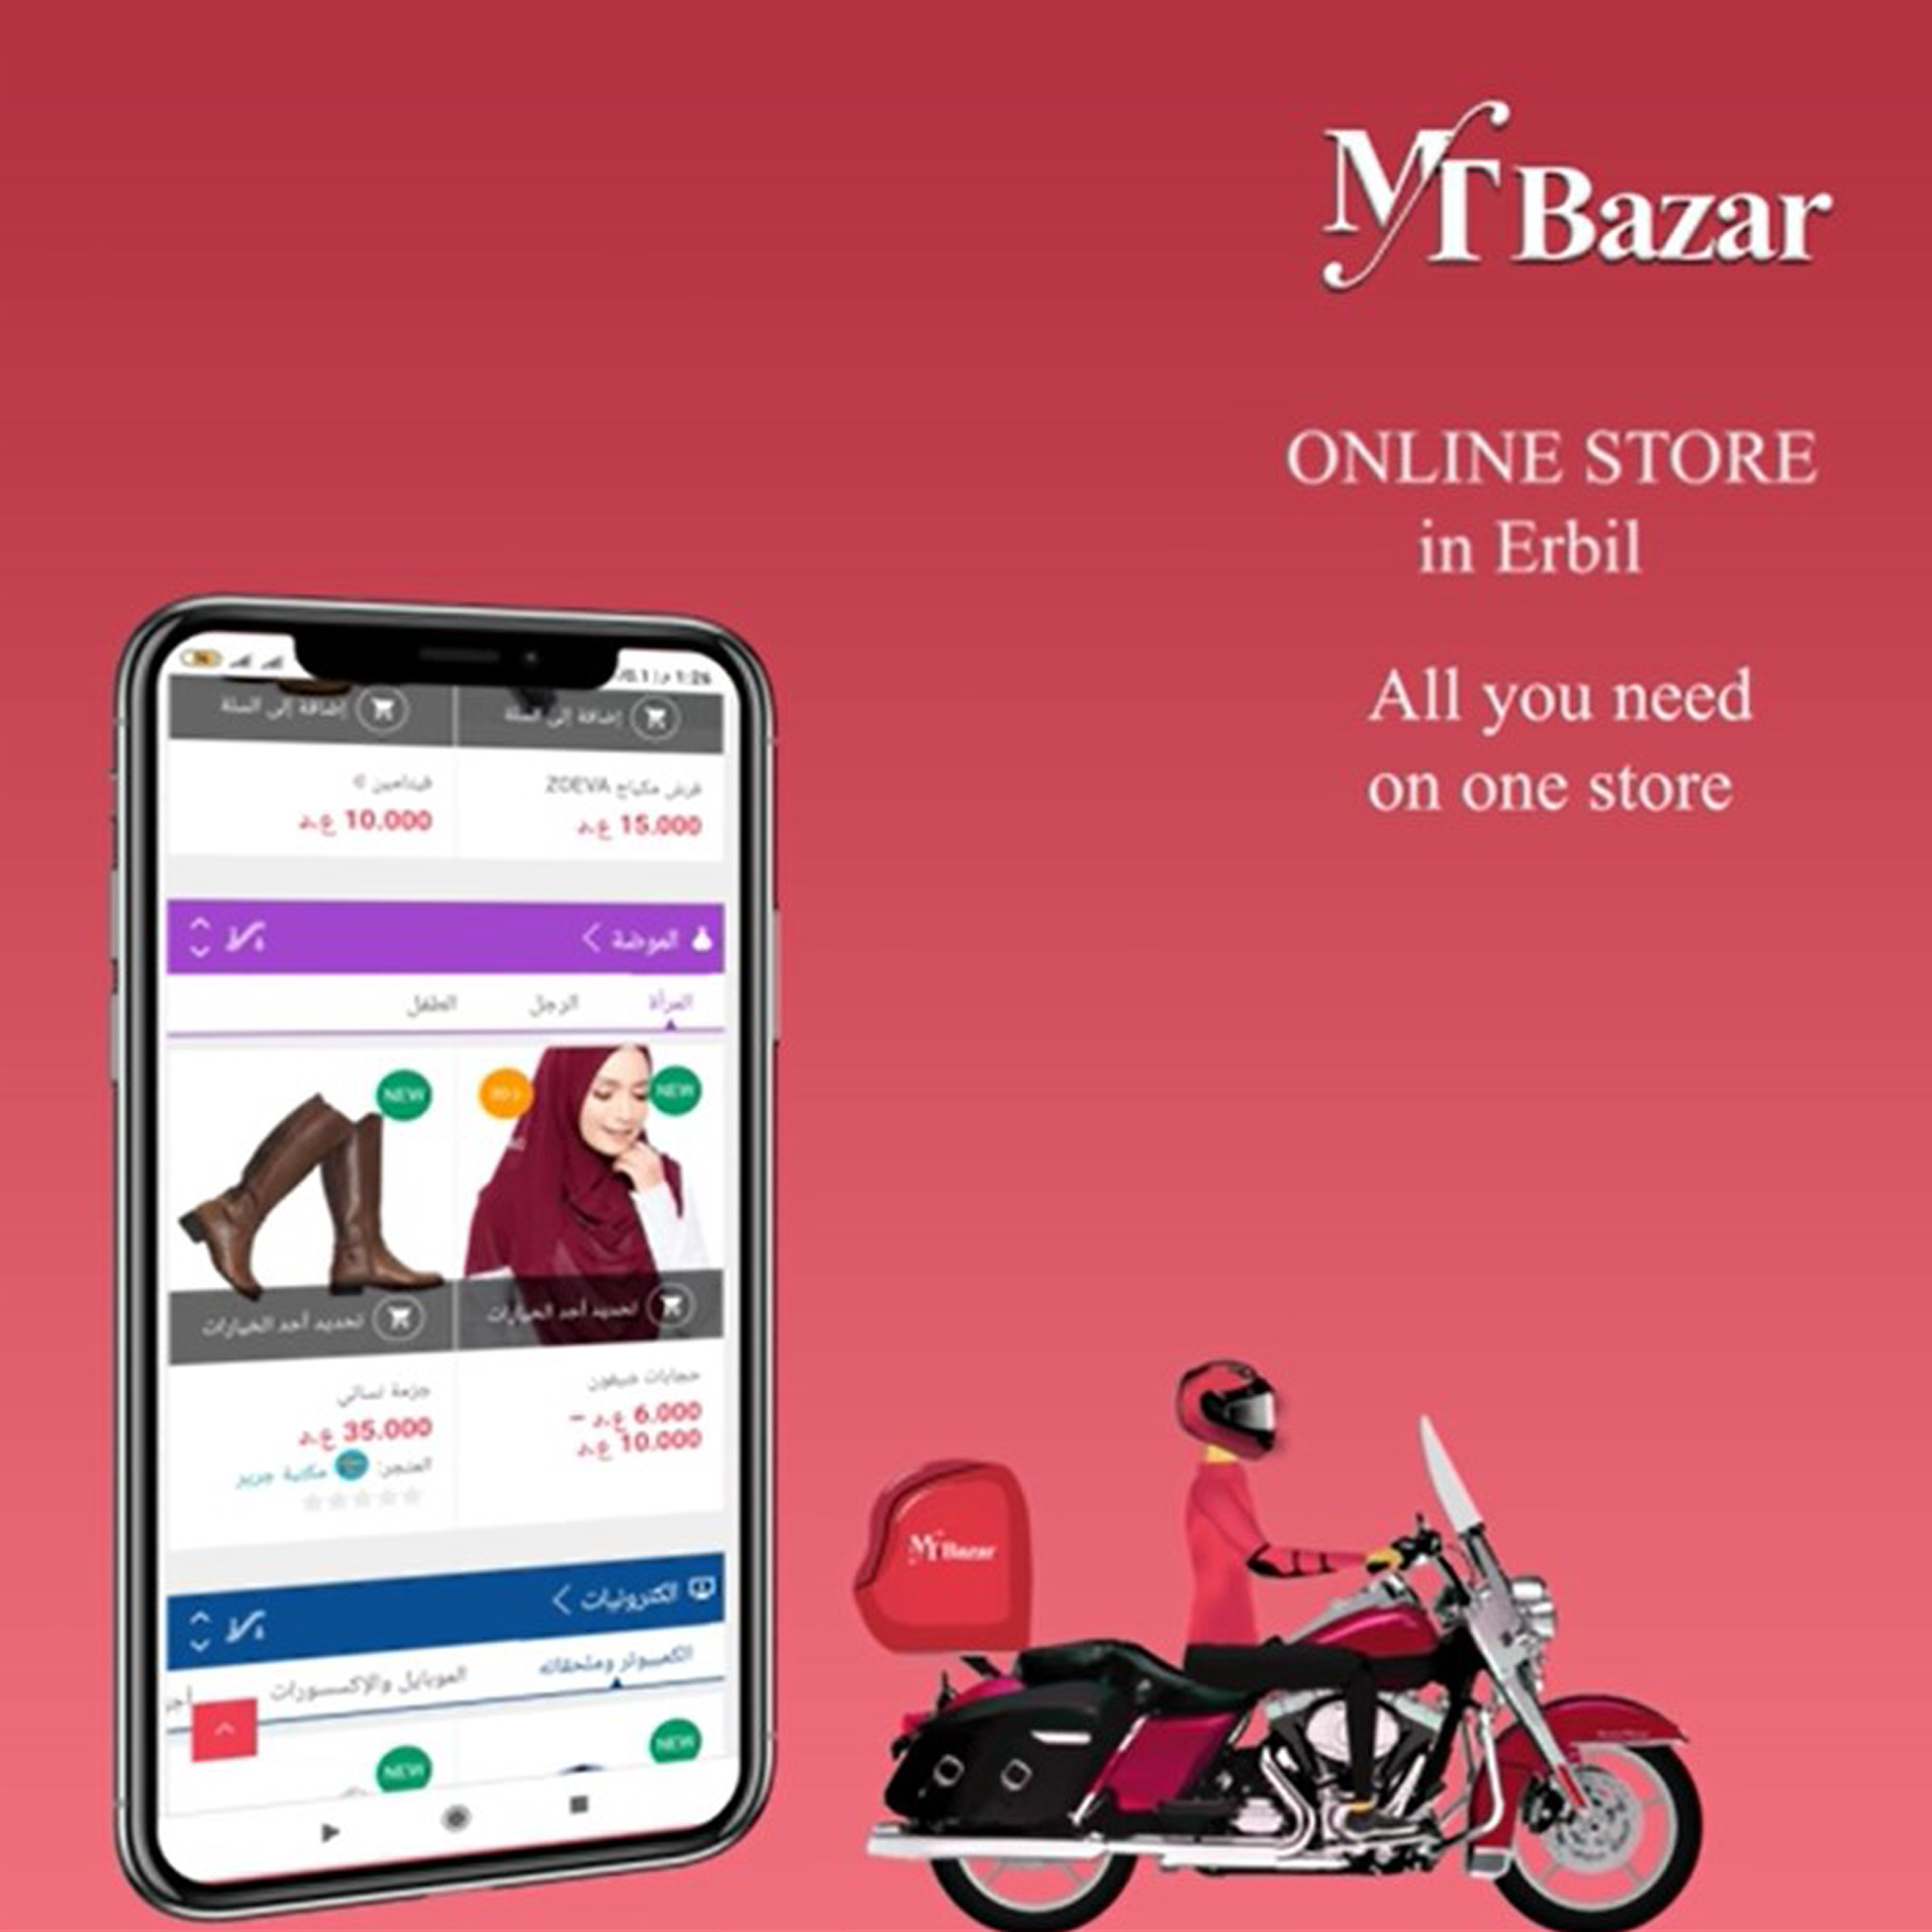 MT Bazar
ONLINE STORE
in Erbil
All you need
on one store
1:26
إضافة إلى السلة
إضافة إلى السلة
فرش مكياج ZOEVA
15.000 ع.د
فيتامين c
10.000 ع.د
الموضة
المرأة
الرجل
الطفل
NEW
NEW
تحديد أحد الخيارات
تحديد أحد الخيارات
حجابات شيفون
6.000 ع.د –
10.000 ع.د
جزمة نسائي
35.000 ع.د
المتجر: مكتبة جرير
الكترونيات
الكمبيوتر وملحقاته
الموبايل والإكسسورات
NEW
NEW
MT Bazar